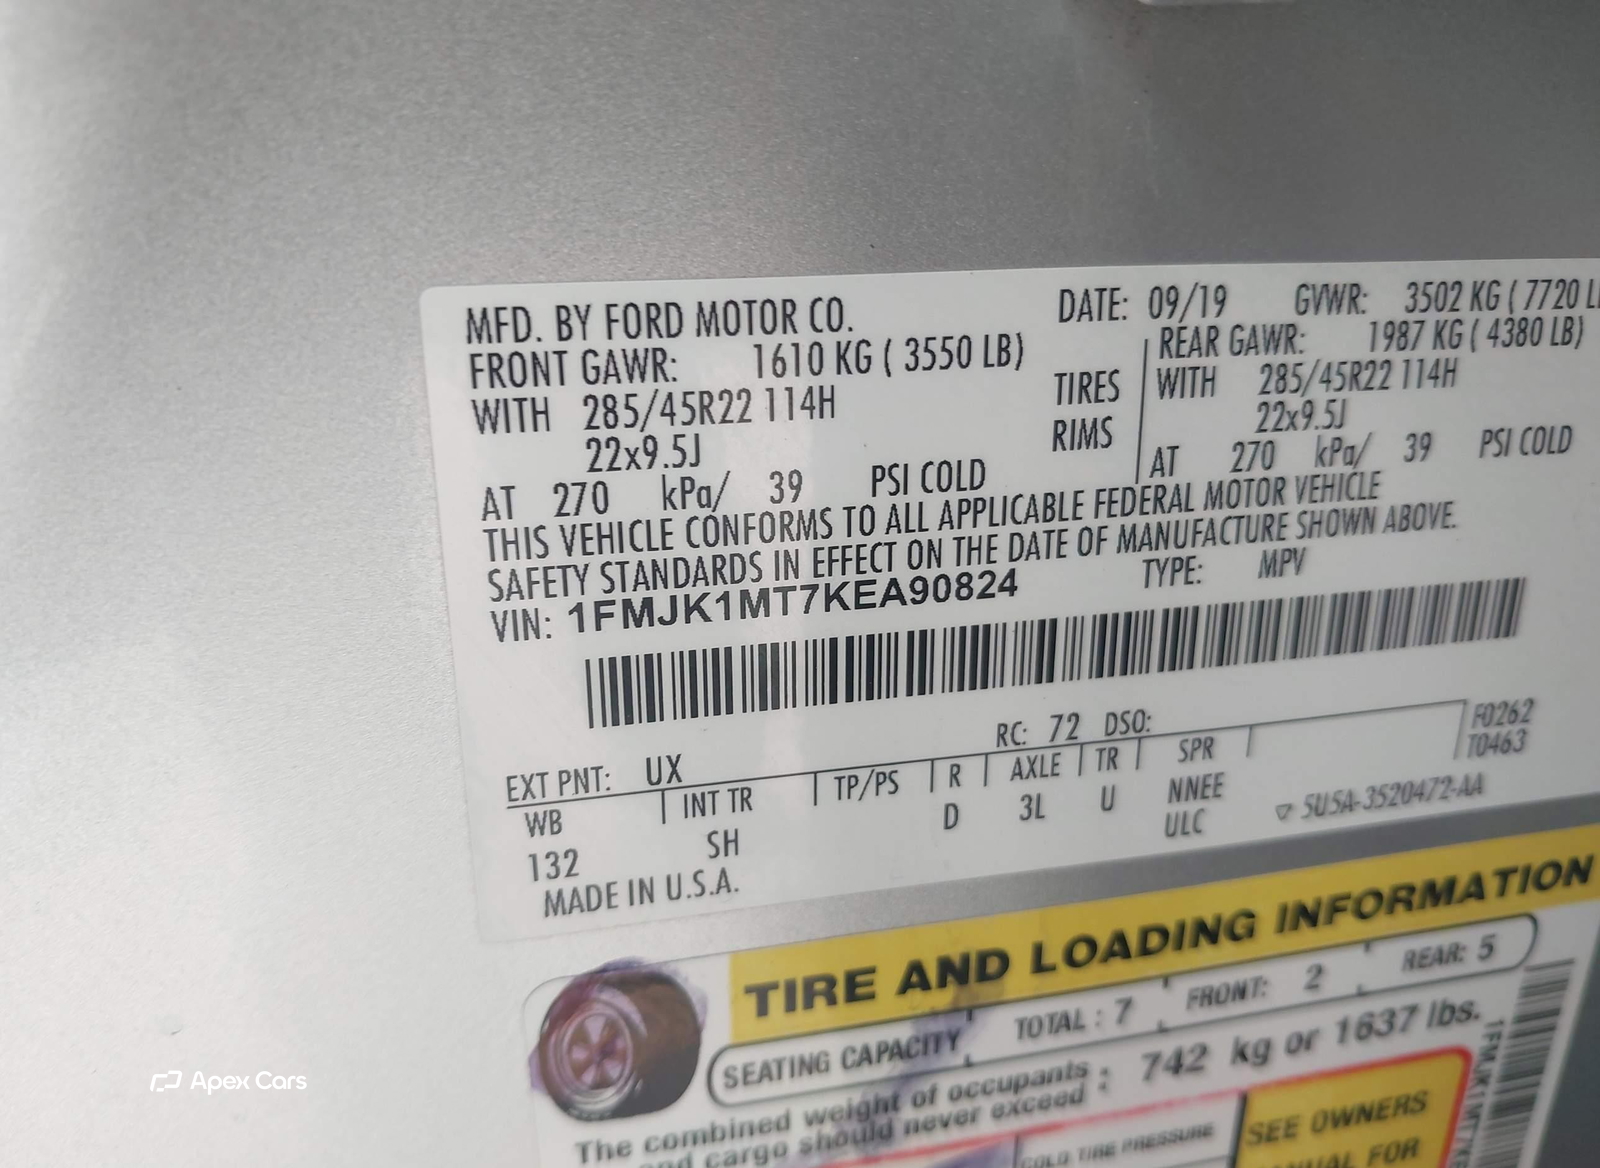 MFD. BY FORD MOTOR CO. DATE: 09/19 GVWR: 3502 KG ( 7720
FRONT GAWR: 1610 KG ( 3550 LB) REAR GAWR: 1987 KG ( 4380 LB)
WITH 285/45R22 114H TIRES WITH 285/45R22 114H
22x9.5J RIMS 22x9.5J
AT 270 kPa/ 39 PSI COLD AT 270 kPa/ 39 PSI COLD
THIS VEHICLE CONFORMS TO ALL APPLICABLE FEDERAL MOTOR VEHICLE
SAFETY STANDARDS IN EFFECT ON THE DATE OF MANUFACTURE SHOWN ABOVE.
VIN: 1FMJK1MT7KEA90824 TYPE: MPV
RC: 72 DSO: F0262
EXT PNT: UX T0463
WB INT TR TP/PS R AXLE TR SPR
132 SH D 3L U NNEE
ULC ▽ 5U5A-3520472-AA
MADE IN U.S.A.
TIRE AND LOADING INFORMATION
SEATING CAPACITY TOTAL : 7 FRONT: 2 REAR: 5
The combined weight of occupants : 742 kg or 1637 lbs.
cargo should never exceed
COLD TIRE PRESSURE SEE OWNERS
FOR
Apex Cars